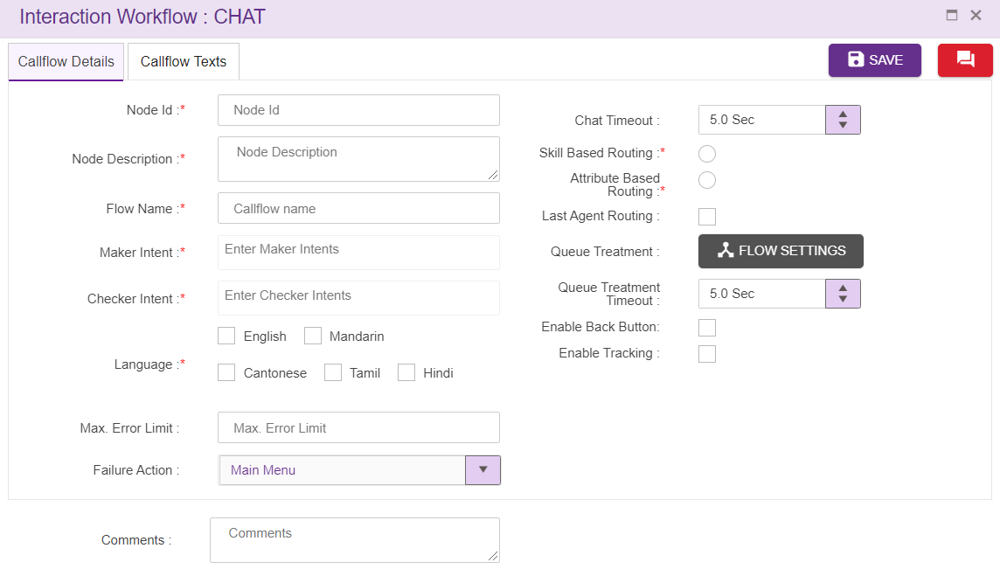 Interaction Workflow : CHAT
Callflow Details
Callflow Texts
SAVE
Node Id :*
Node Id
Node Description :*
Node Description
Flow Name :*
Callflow name
Maker Intent :*
Enter Maker Intents
Checker Intent :*
Enter Checker Intents
Language :*
English
Mandarin
Cantonese
Tamil
Hindi
Max. Error Limit :
Max. Error Limit
Failure Action :
Main Menu
Chat Timeout :
5.0 Sec
Skill Based Routing :*
Attribute Based
Routing :*
Last Agent Routing :
Queue Treatment :
FLOW SETTINGS
Queue Treatment
Timeout :
5.0 Sec
Enable Back Button:
Enable Tracking :
Comments :
Comments